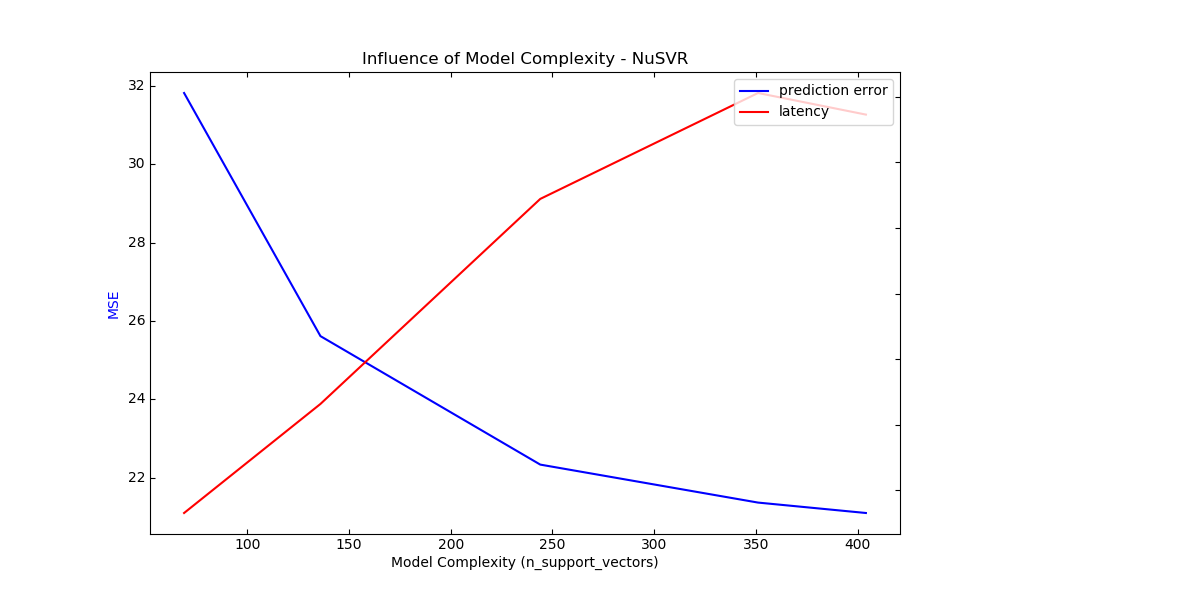 Influence of Model Complexity - NuSVR
prediction error
latency
32
30
28
26
24
22
MSE
100 150 200 250 300 350 400
Model Complexity (n_support_vectors)